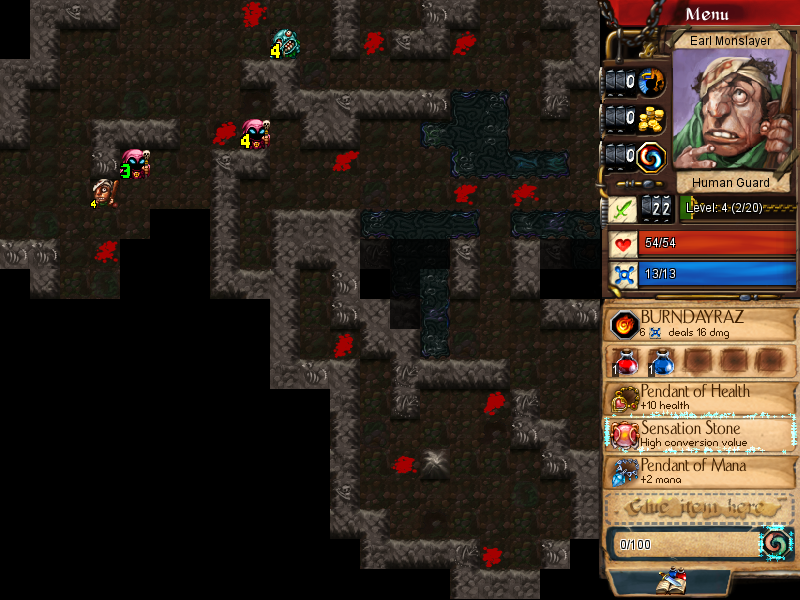 Menu
Earl Monslayer
0
0
0
Human Guard
22
Level: 4 (2/20)
54/54
13/13
BURNDAYRAZ
6 deals 16 dmg
1 1
Pendant of Health
+10 health
Sensation Stone
High conversion value
Pendant of Mana
+2 mana
Glue item here
0/100
4
4
3
4